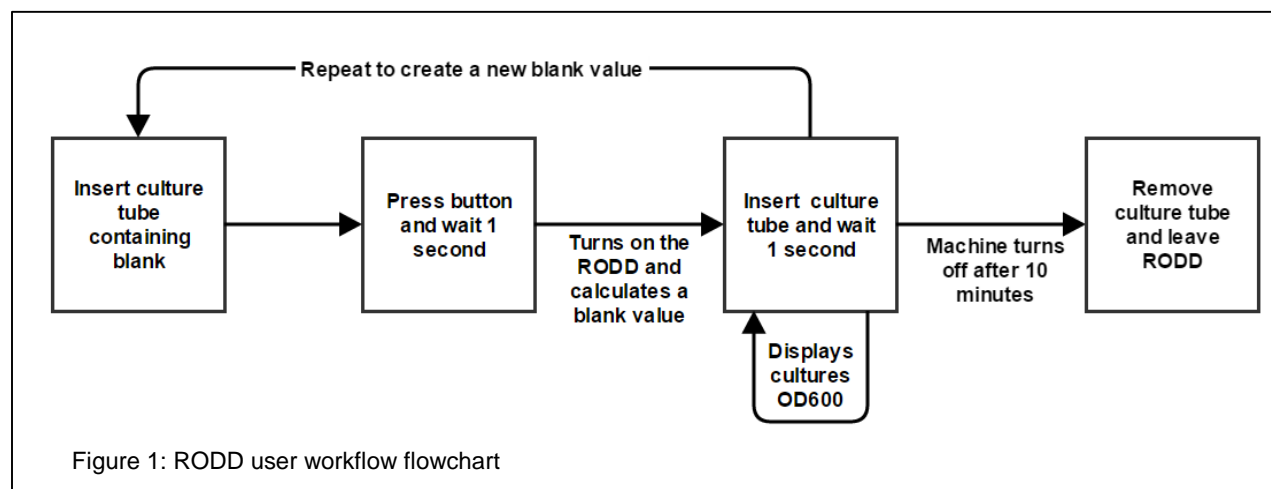 Repeat to create a new blank value
Insert culture
tube
containing
blank
Press button
and wait 1
second
Turns on the
RODD and
calculates a
blank value
Insert culture
tube and wait
1 second
Displays
cultures
OD600
Machine turns
off after 10
minutes
Remove
culture tube
and leave
RODD
Figure 1: RODD user workflow flowchart